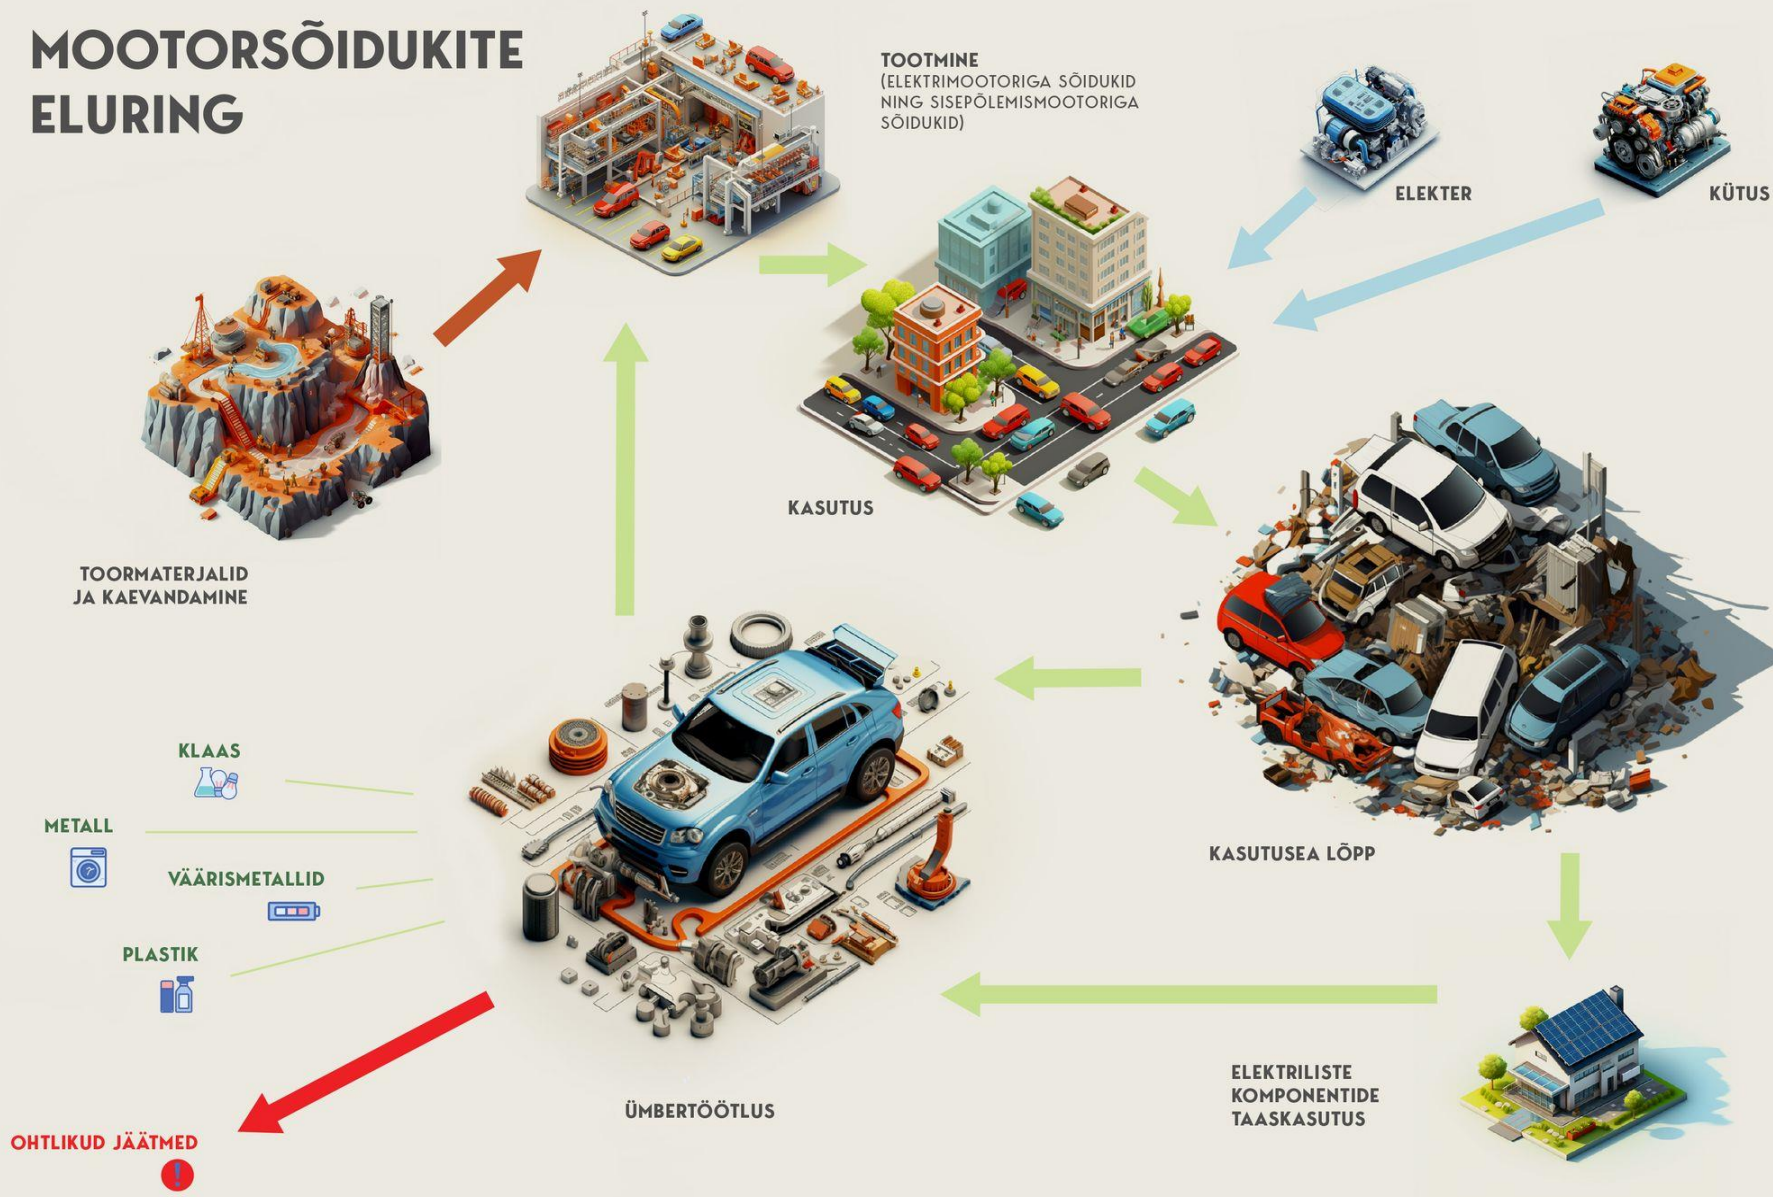 MOOTORSÕIDUKITE
ELURING
TOOTMINE
(ELEKTRIMOOTORIGA SÕIDUKID
NING SISEPÕLEMISMOOTORIGA
SÕIDUKID)
ELEKTER
KÜTUS
KASUTUS
TOORMATERJALID
JA KAEVANDAMINE
KLAAS
METALL
VÄÄRISMETALLID
PLASTIK
KASUTUSEA LÕPP
ELEKTRILISTE
KOMPONENTIDE
TAASKASUTUS
ÜMBERTÖÖTLUS
OHTLIKUD JÄÄTMED